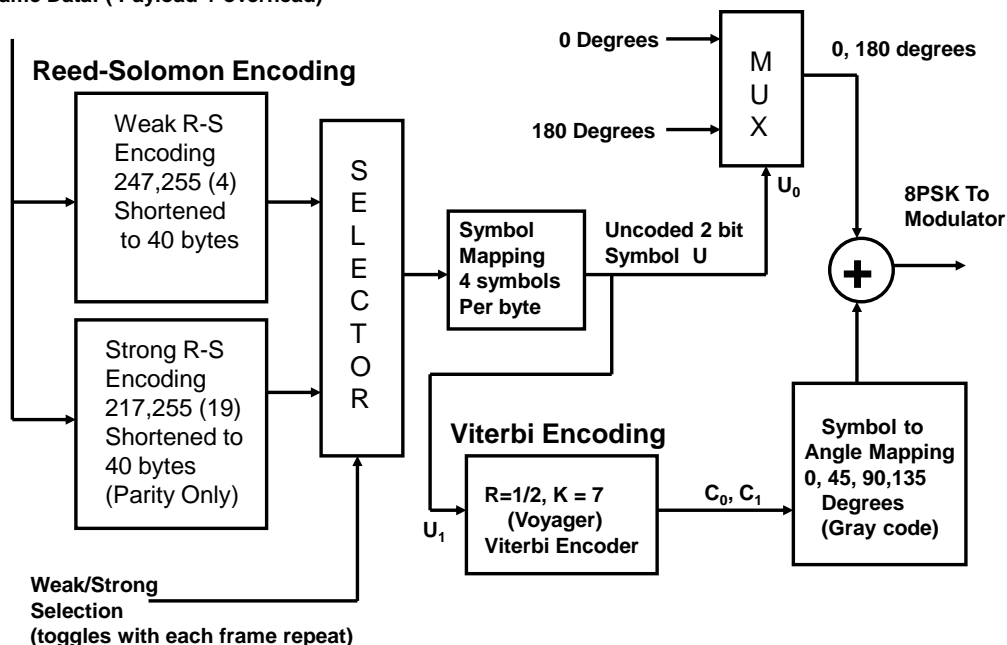 Data: ( Payload + Overhead)
Reed-Solomon Encoding
Weak R-S
Encoding
247,255 (4)
Shortened
to 40 bytes
Strong R-S
Encoding
217,255 (19)
Shortened to
40 bytes
(Parity Only)
S
E
L
E
C
T
O
R
Weak/Strong
Selection
(toggles with each frame repeat)
Symbol
Mapping
4 symbols
Per byte
Uncoded 2 bit
Symbol U
0 Degrees
180 Degrees
M
U
X
U0
0, 180 degrees
8PSK To
Modulator
+
Viterbi Encoding
U1
R=1/2, K = 7
(Voyager)
Viterbi Encoder
C0, C1
Symbol to
Angle Mapping
0, 45, 90,135
Degrees
(Gray code)